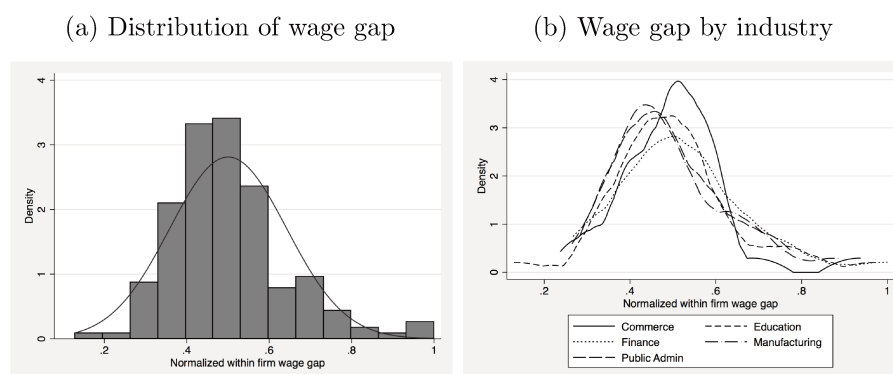 (a) Distribution of wage gap
4
3
2
1
0
Density
.2
.4
.6
.8
1
Normalized within firm wage gap
(b) Wage gap by industry
4
3
2
1
0
Density
.2
.4
.6
.8
1
Normalized within firm wage gap
Commerce
Education
Finance
Manufacturing
Public Admin